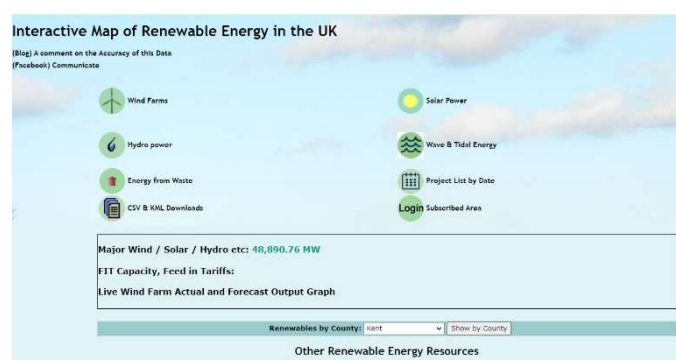 Interactive Map of Renewable Energy in the UK
(Blog) A comment on the Accuracy of this Data
(Facebook) Communicate
Wind Farms
Solar Power
Hydro power
Wave & Tidal Energy
Energy from Waste
Project List by Date
CSV & KML Downloads
Login Subscribed Area
Major Wind / Solar / Hydro etc: 48,890.76 MW
FIT Capacity, Feed in Tariffs:
Live Wind Farm Actual and Forecast Output Graph
Renewables by County: Kent Show by County
Other Renewable Energy Resources